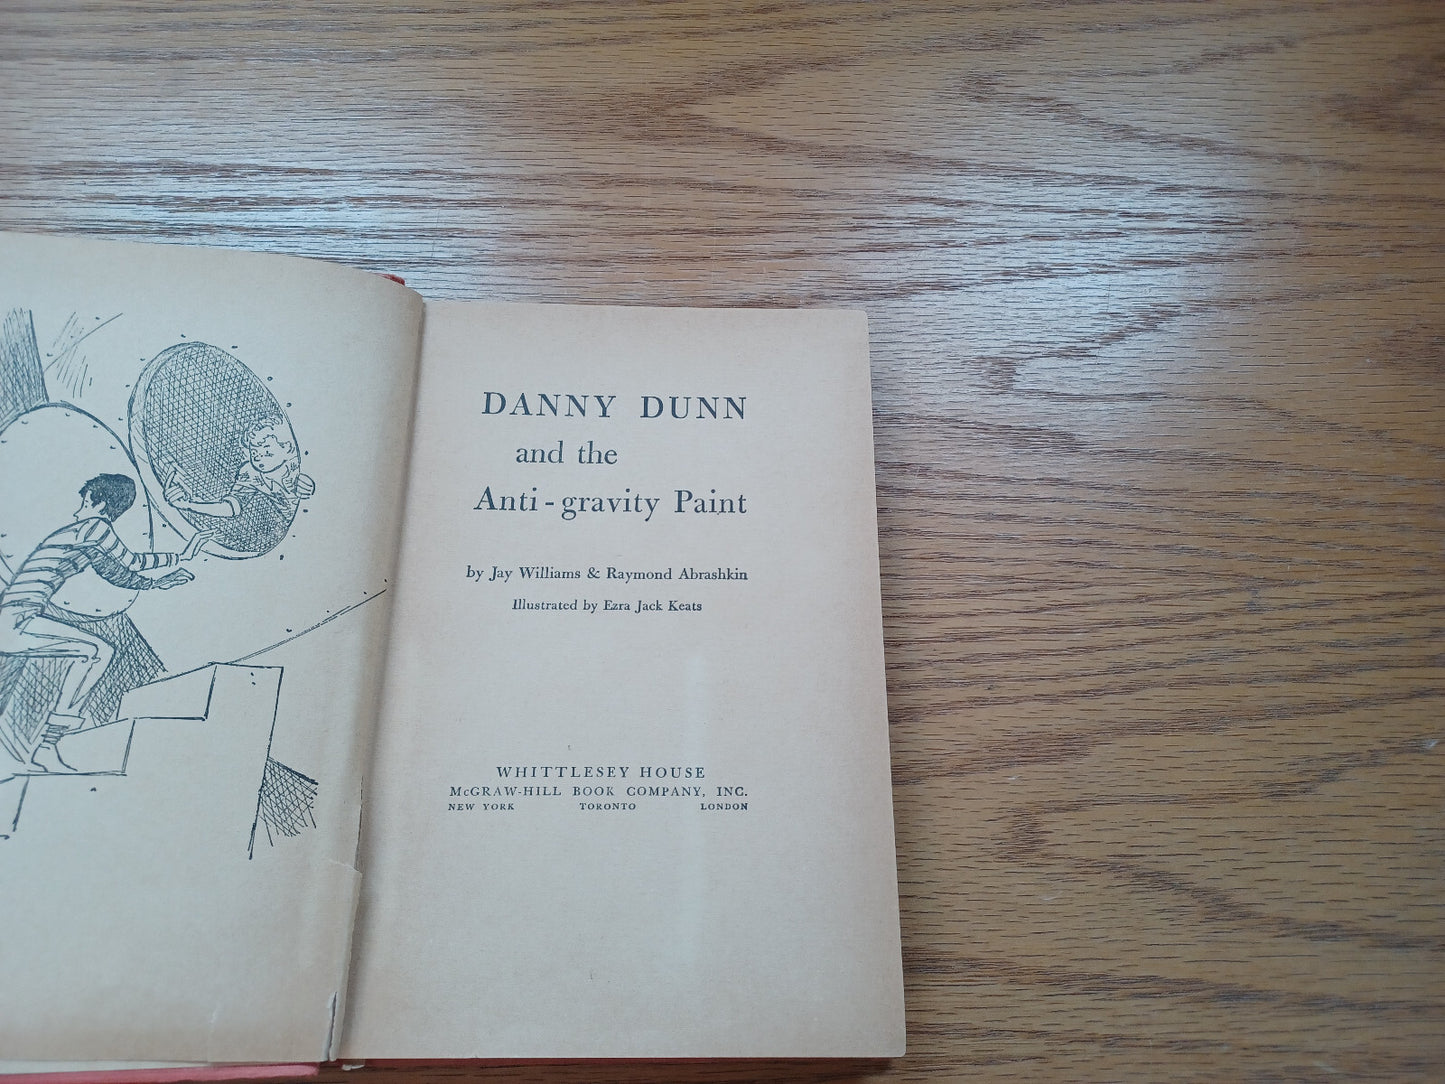 DANNY DUNN
and the
Anti-gravity Paint
by Jay Williams & Raymond Abrashkin
Illustrated by Ezra Jack Keats
WHITTLESEY HOUSE
McGRAW-HILL BOOK COMPANY, INC.
NEW YORK TORONTO LONDON